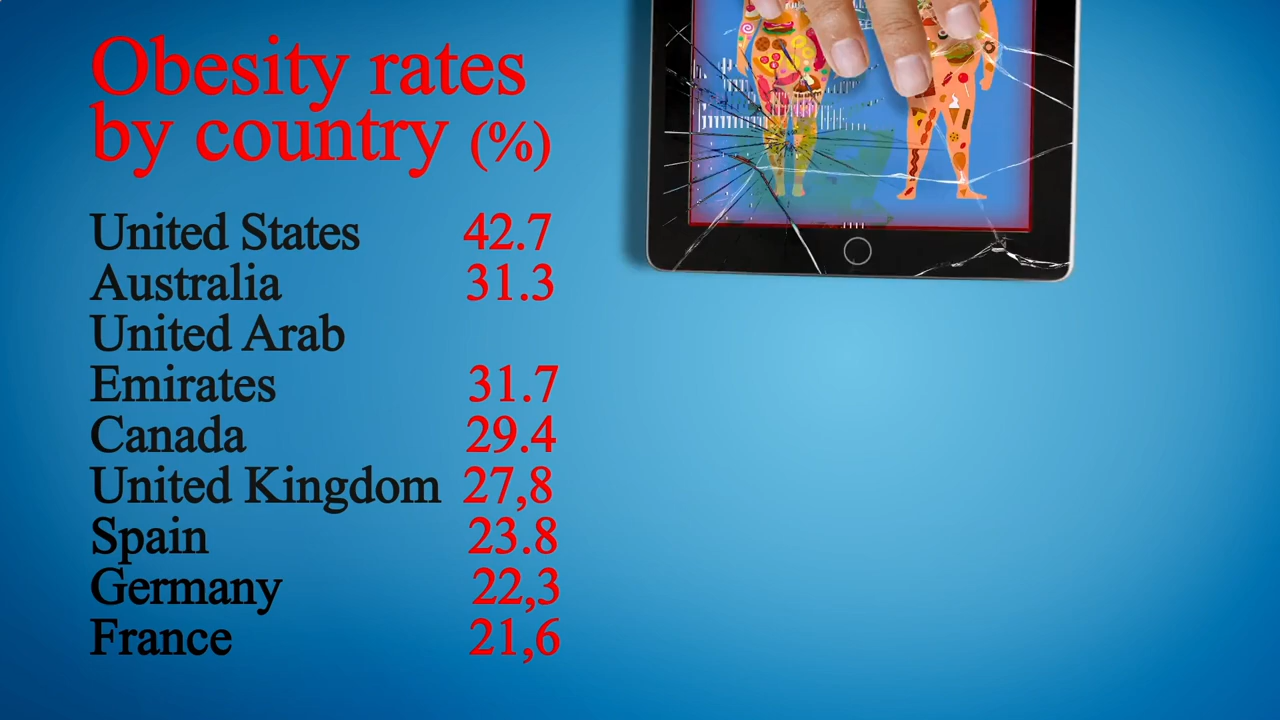 Obesity rates
by country (%)
United States 42.7
Australia 31.3
United Arab
Emirates 31.7
Canada 29.4
United Kingdom 27,8
Spain 23.8
Germany 22,3
France 21,6